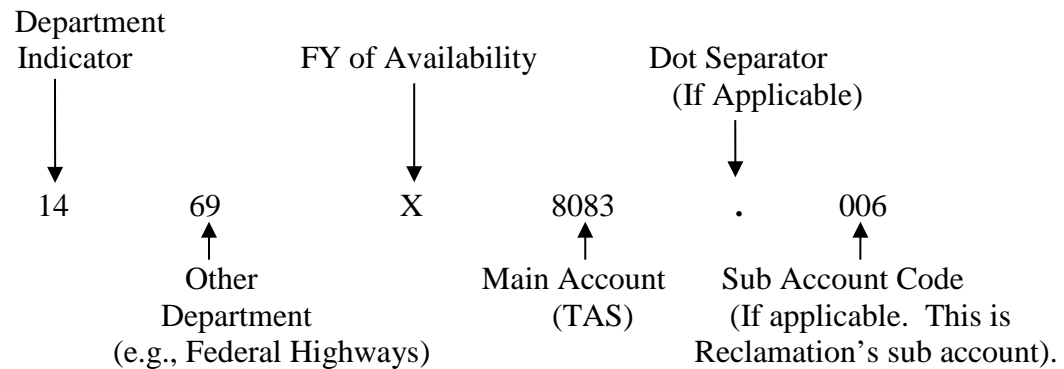 Department
Indicator FY of Availability Dot Separator
(If Applicable)
14 69 X 8083 . 006
Other Main Account Sub Account Code
Department (TAS) (If applicable. This is
(e.g., Federal Highways) Reclamation’s sub account).